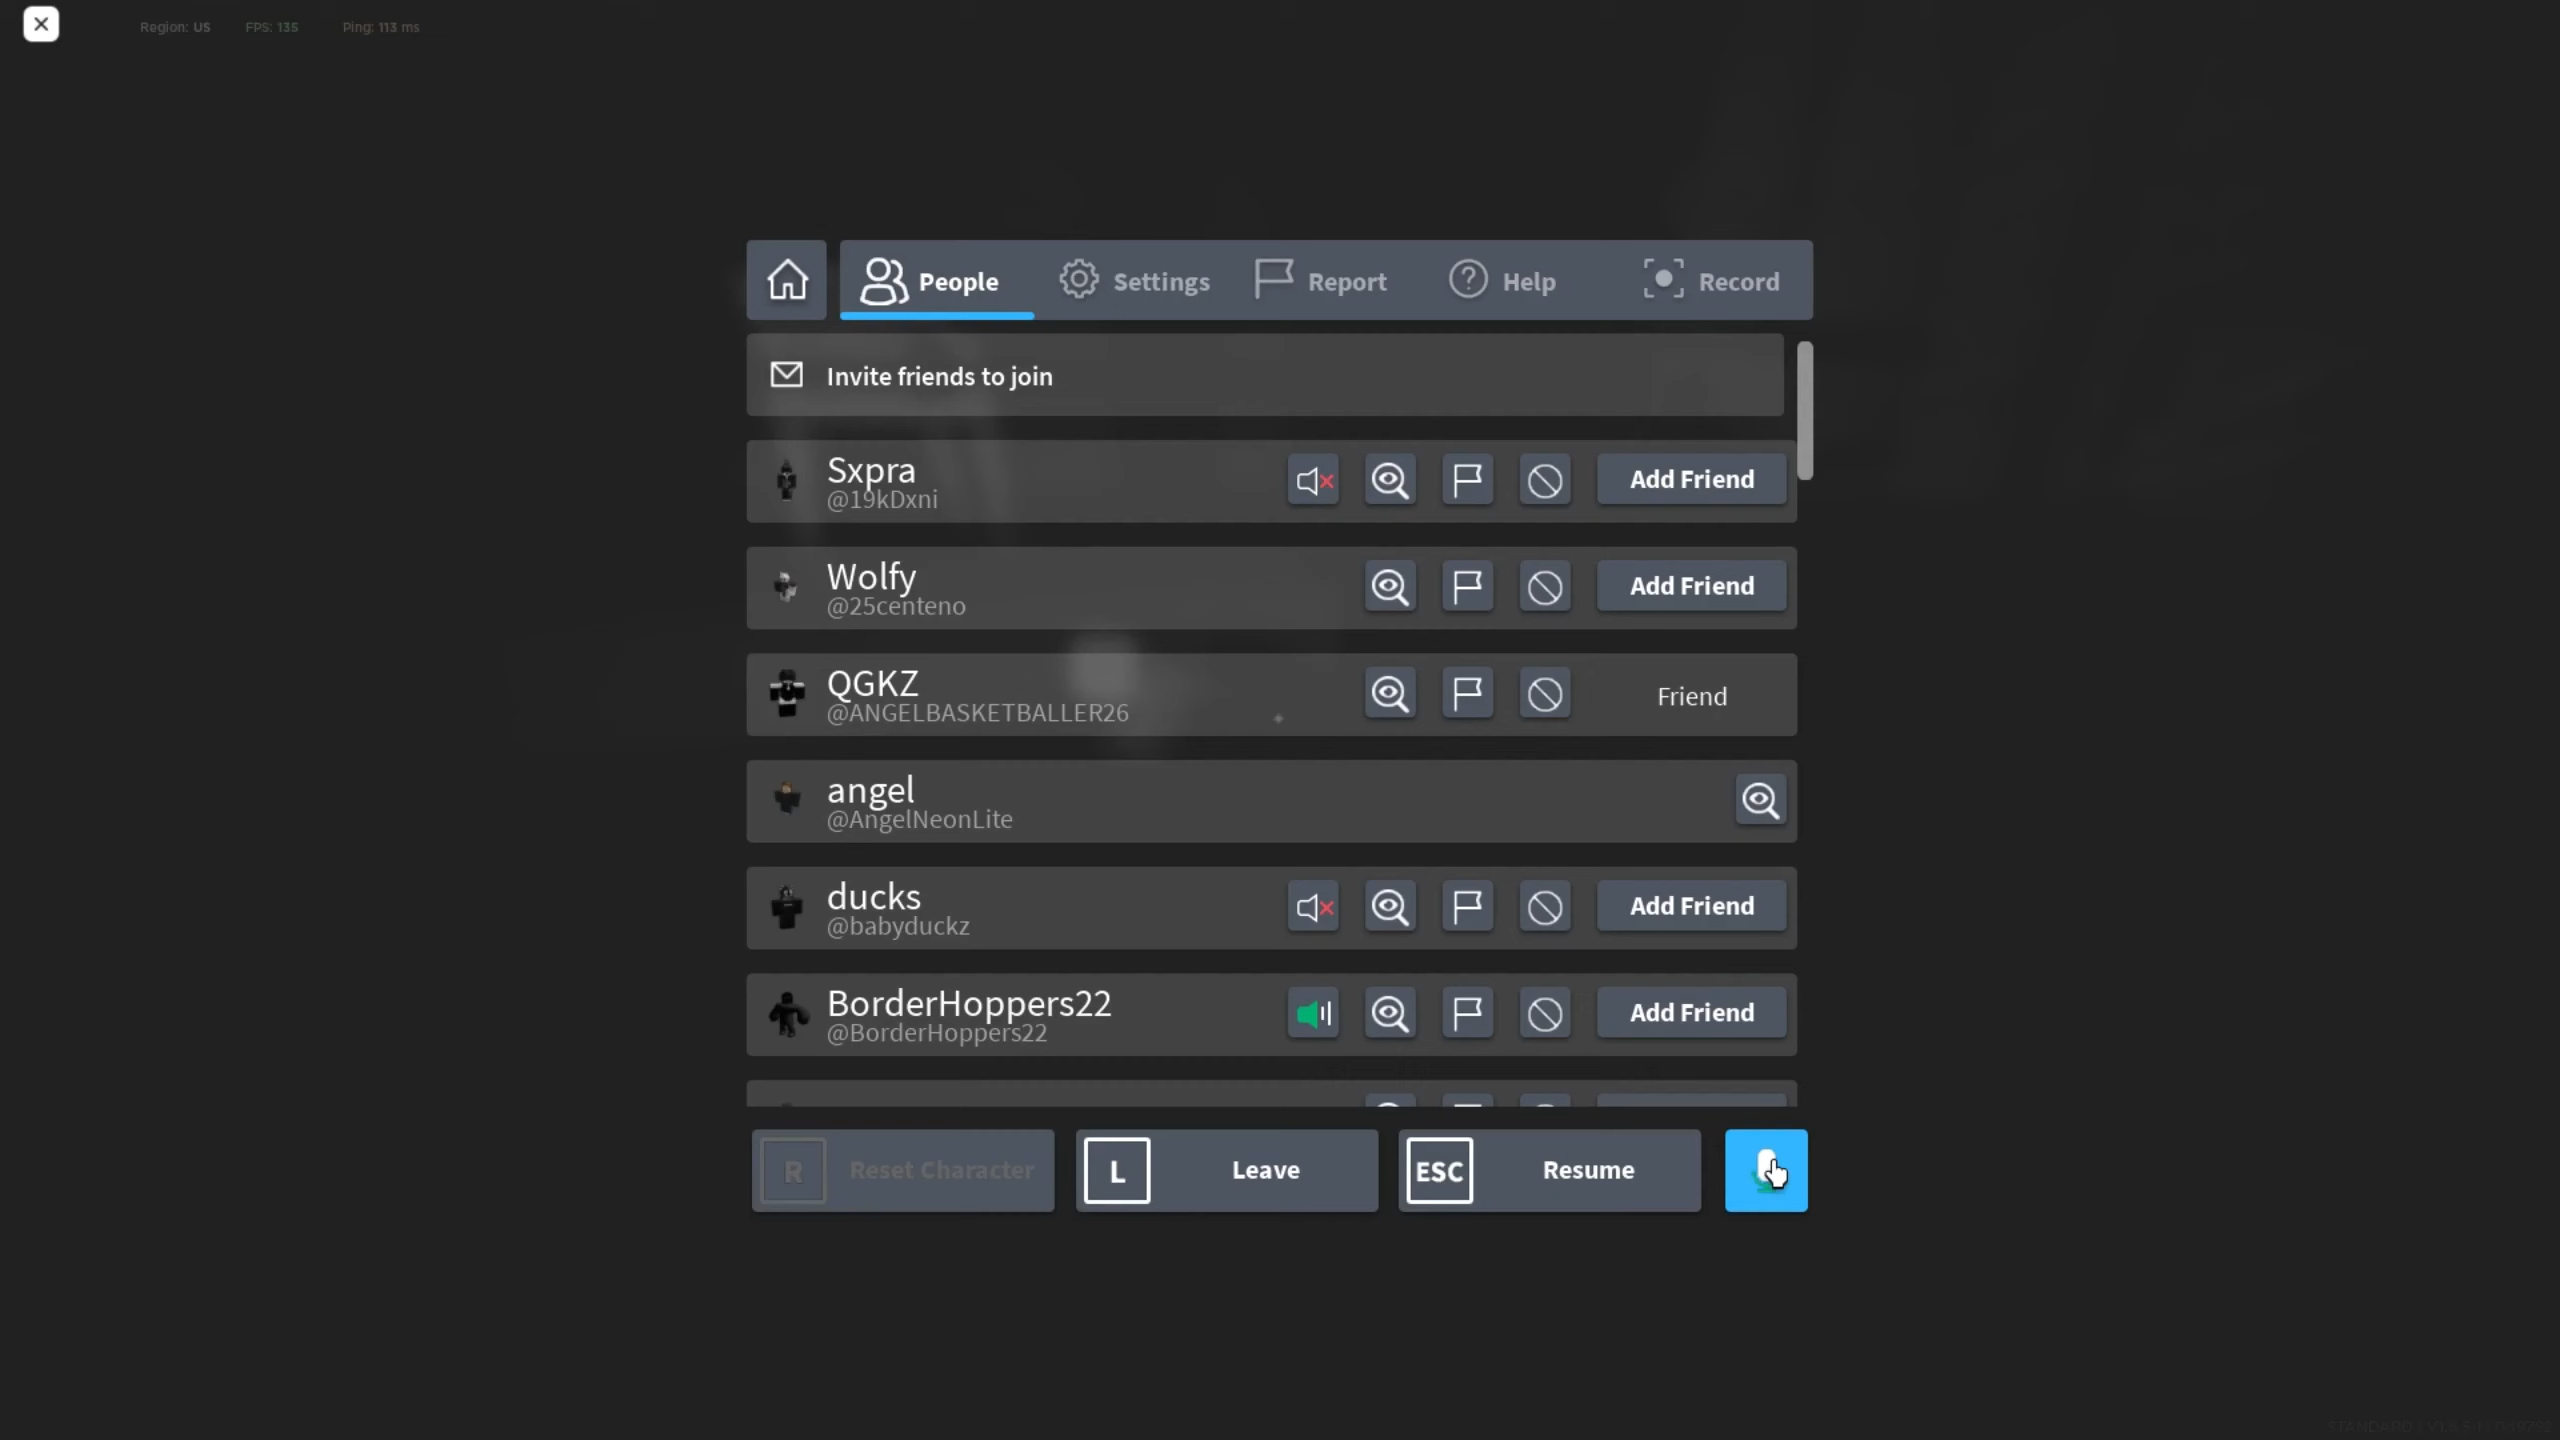 Region: US FPS: 135 Ping: 113 ms
People Settings Report Help Record
Invite friends to join
Sxpra
@19kDxni
Add Friend
Wolfy
@25centeno
Add Friend
QGKZ
@ANGELBASKETBALLER26
Friend
angel
@AngelNeonLite
ducks
@babyduckz
Add Friend
BorderHoppers22
@BorderHoppers22
Add Friend
R Reset Character L Leave ESC Resume